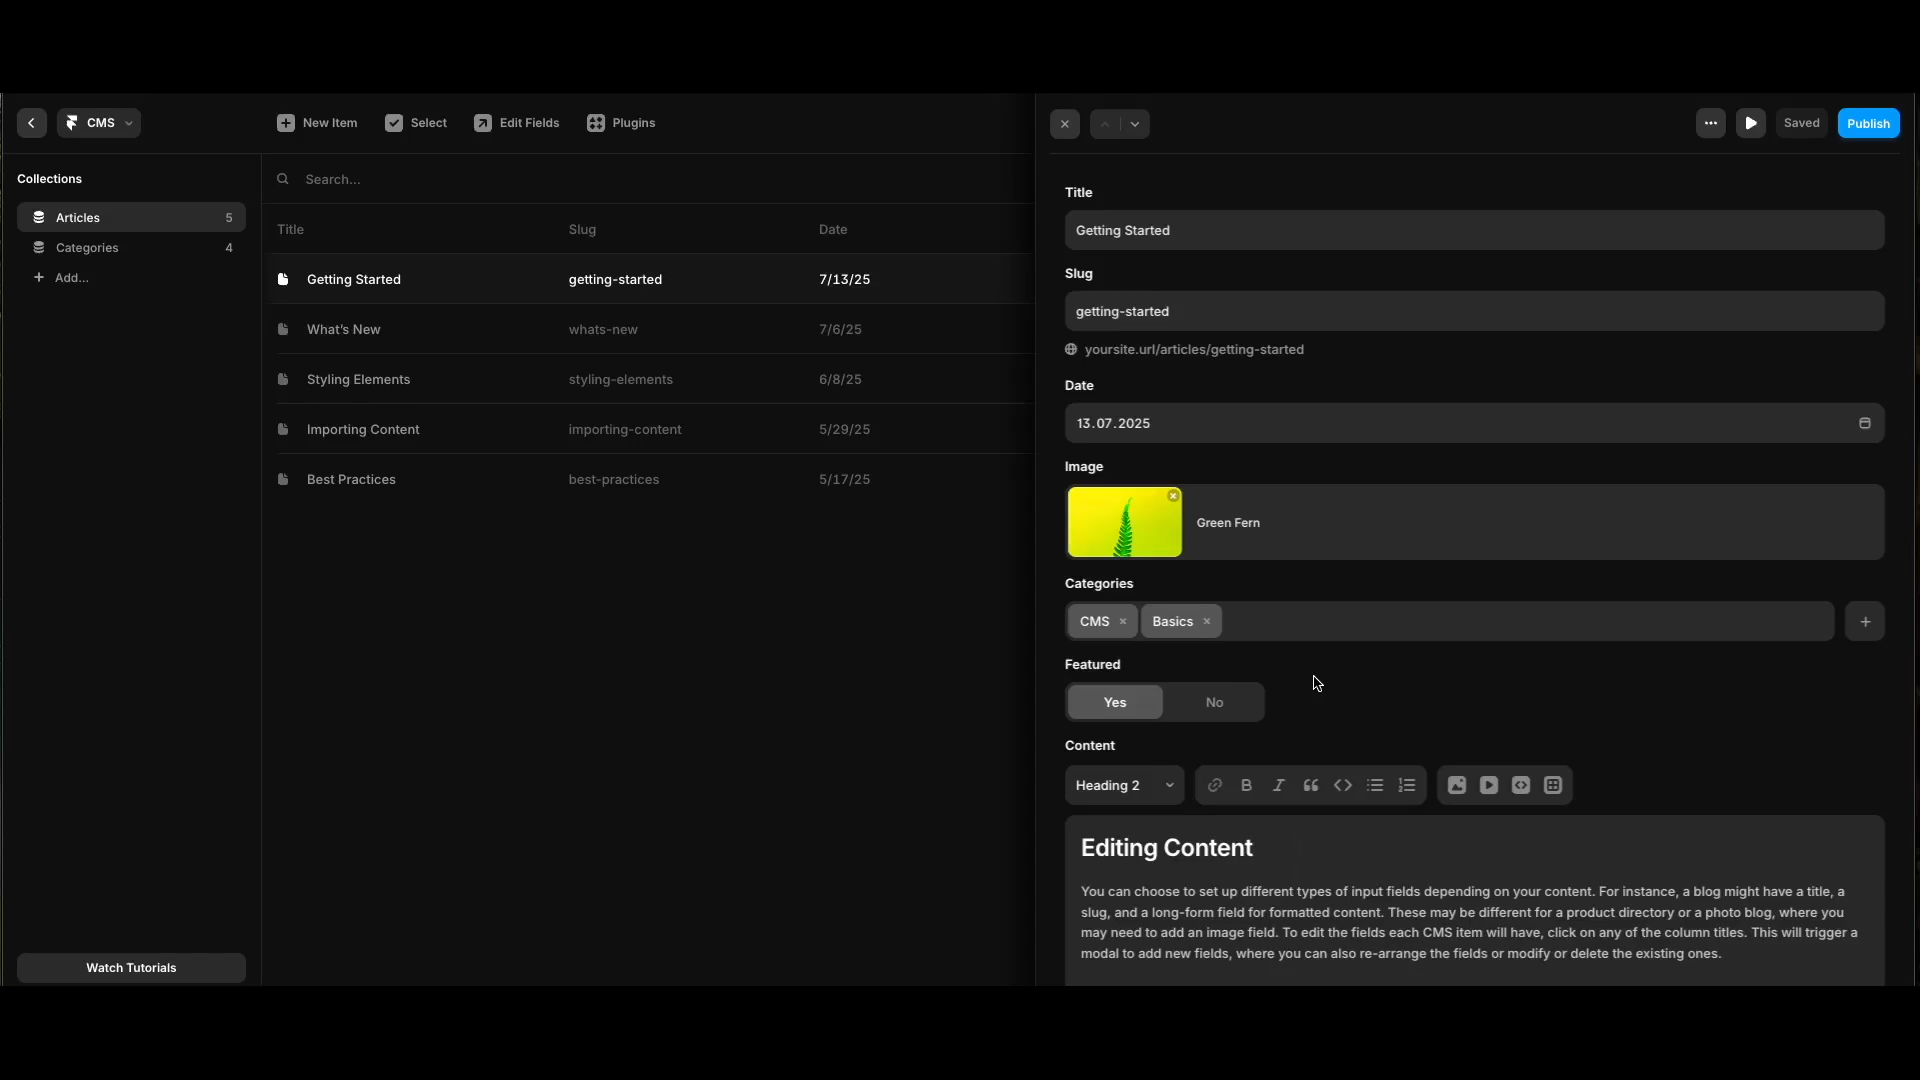 CMS
New Item
Select
Edit Fields
Plugins
Saved
Publish
Collections
Articles 5
Categories 4
Add...
Watch Tutorials
Search...
Title Slug Date
Getting Started getting-started 7/13/25
What’s New whats-new 7/6/25
Styling Elements styling-elements 6/8/25
Importing Content importing-content 5/29/25
Best Practices best-practices 5/17/25
Title
Getting Started
Slug
getting-started
yoursite.url/articles/getting-started
Date
13.07.2025
Image
Green Fern
Categories
CMS Basics
Featured
Yes No
Content
Heading 2
Editing Content
You can choose to set up different types of input fields depending on your content. For instance, a blog might have a title, a
slug, and a long-form field for formatted content. These may be different for a product directory or a photo blog, where you
may need to add an image field. To edit the fields each CMS item will have, click on any of the column titles. This will trigger a
modal to add new fields, where you can also re-arrange the fields or modify or delete the existing ones.